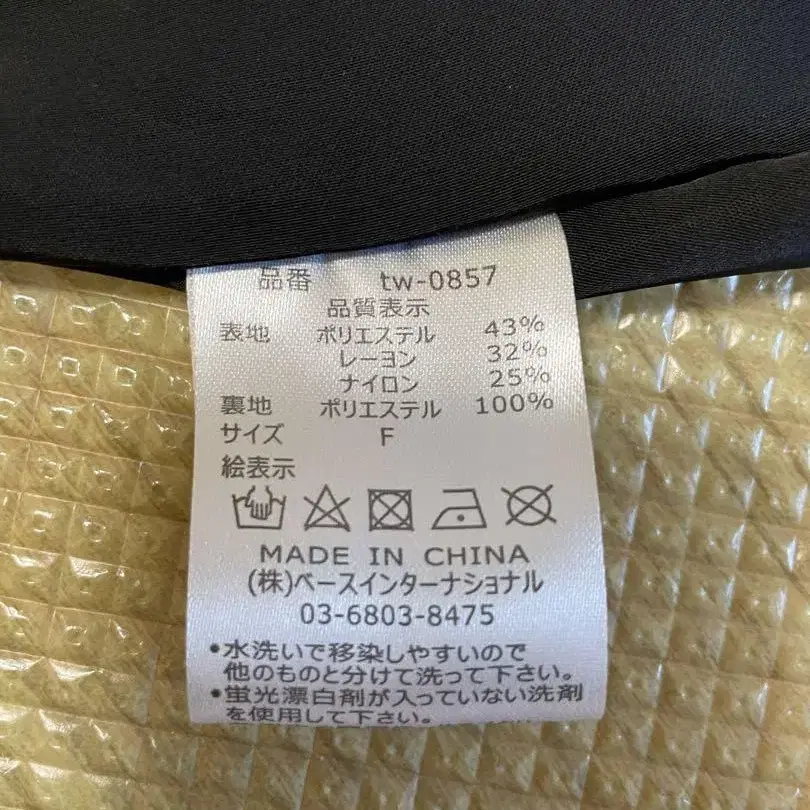 品番 tw-0857
品質表示
表地 ポリエステル 43%
レーヨン 32%
ナイロン 25%
裏地 ポリエステル 100%
サイズ F
絵表示
MADE IN CHINA
(株)ベースインターナショナル
03-6803-8475
•水洗いで移染しやすいので
他のものと分けて洗って下さい。
•蛍光漂白剤が入っていない洗剤
を使用して下さい。